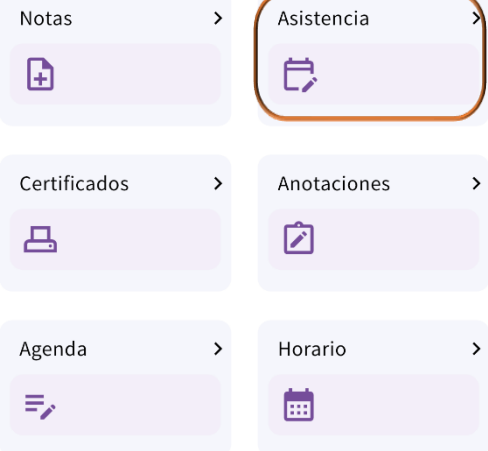 Notas
Asistencia
Certificados
Anotaciones
Agenda
Horario